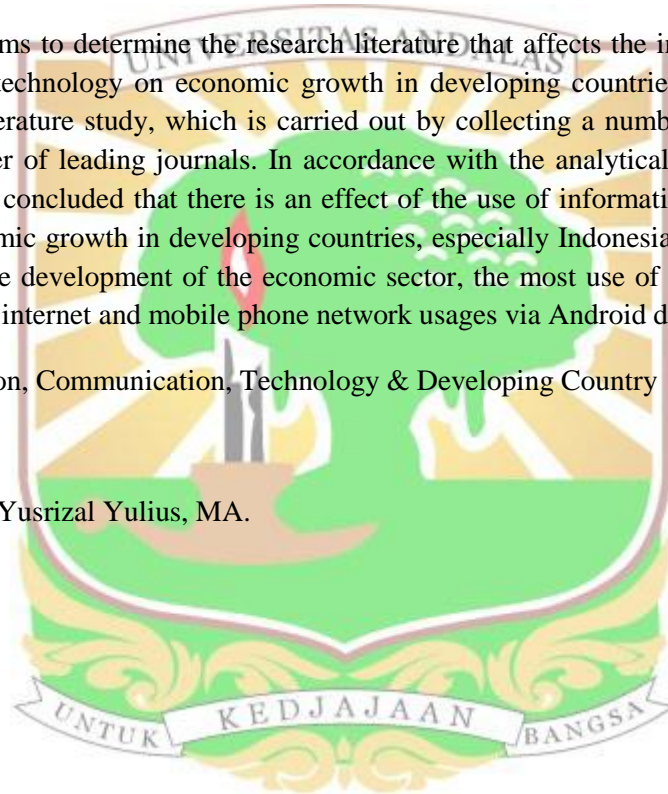 UNIVERSITAS ANDALAS
ms to determine the research literature that affects the i
technology on economic growth in developing countrie
erature study, which is carried out by collecting a numb
er of leading journals. In accordance with the analytical
concluded that there is an effect of the use of informati
mic growth in developing countries, especially Indonesia
e development of the economic sector, the most use of
internet and mobile phone network usages via Android d
on, Communication, Technology & Developing Country
Yusrizal Yulius, MA.
UNTUK KEDJAJAAN BANGSA